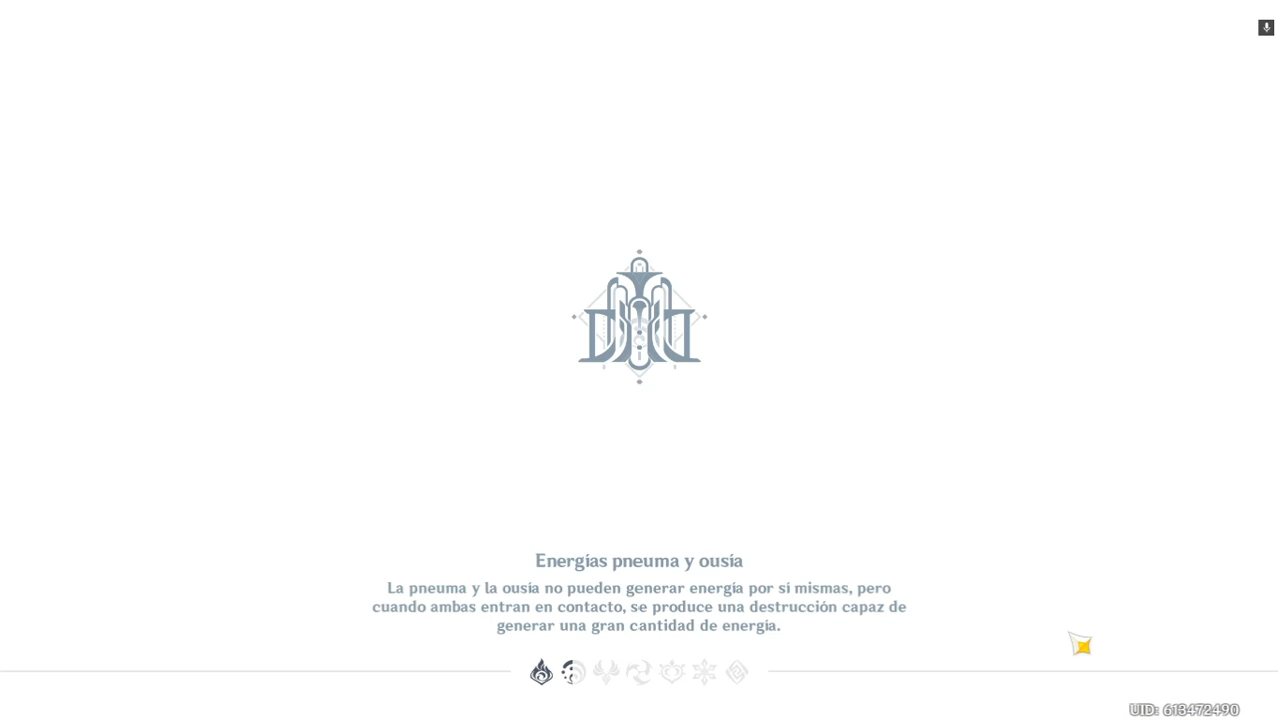 Energías pneuma y ousía
La pneuma y la ousía no pueden generar energía por sí mismas, pero
cuando ambas entran en contacto, se produce una destrucción capaz de
generar una gran cantidad de energía.
UID: 613472490